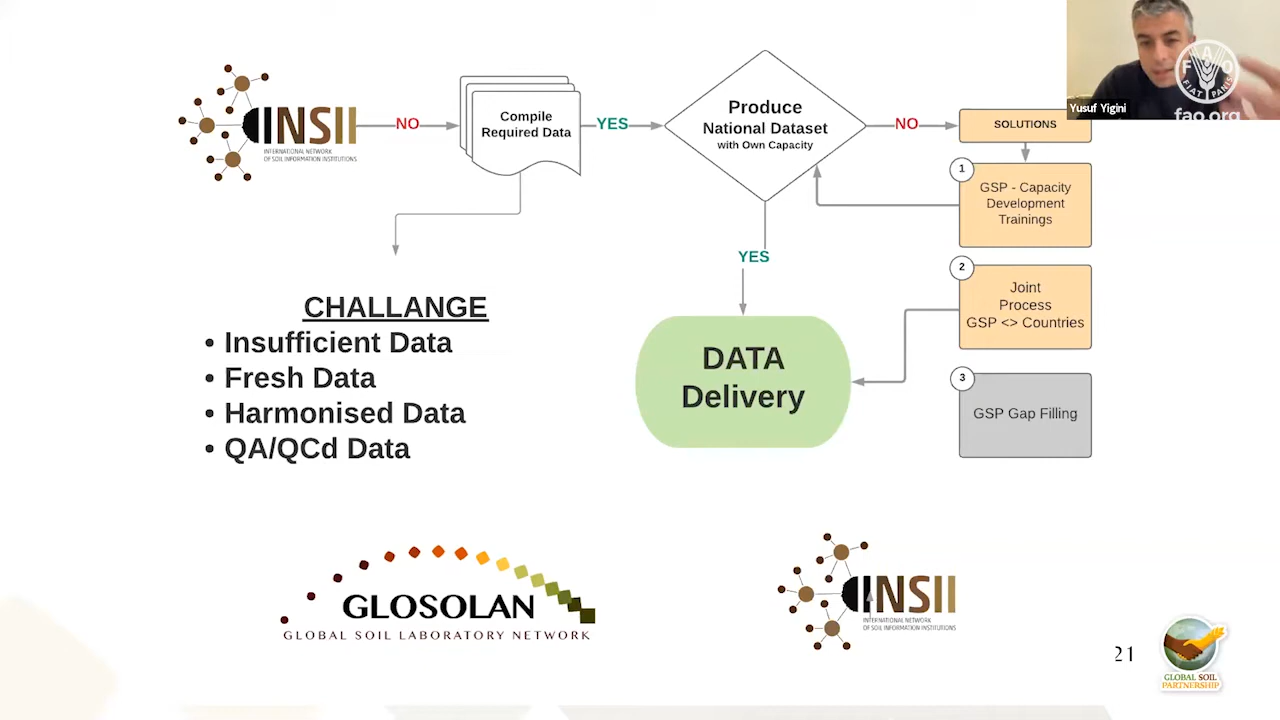 INSII
INTERNATIONAL NETWORK
OF SOIL INFORMATION INSTITUTIONS
NO
Compile
Required Data
YES
Produce
National Dataset
with Own Capacity
NO
SOLUTIONS
1
GSP - Capacity
Development
Trainings
2
Joint
Process
GSP <> Countries
3
GSP Gap Filling
YES
DATA
Delivery
CHALLANGE
• Insufficient Data
• Fresh Data
• Harmonised Data
• QA/QCd Data
GLOSOLAN
GLOBAL SOIL LABORATORY NETWORK
INSII
INTERNATIONAL NETWORK
OF SOIL INFORMATION INSTITUTIONS
21
GLOBAL SOIL
PARTNERSHIP
Yusuf Yigini
F A O
FIAT PANIS
fao.org